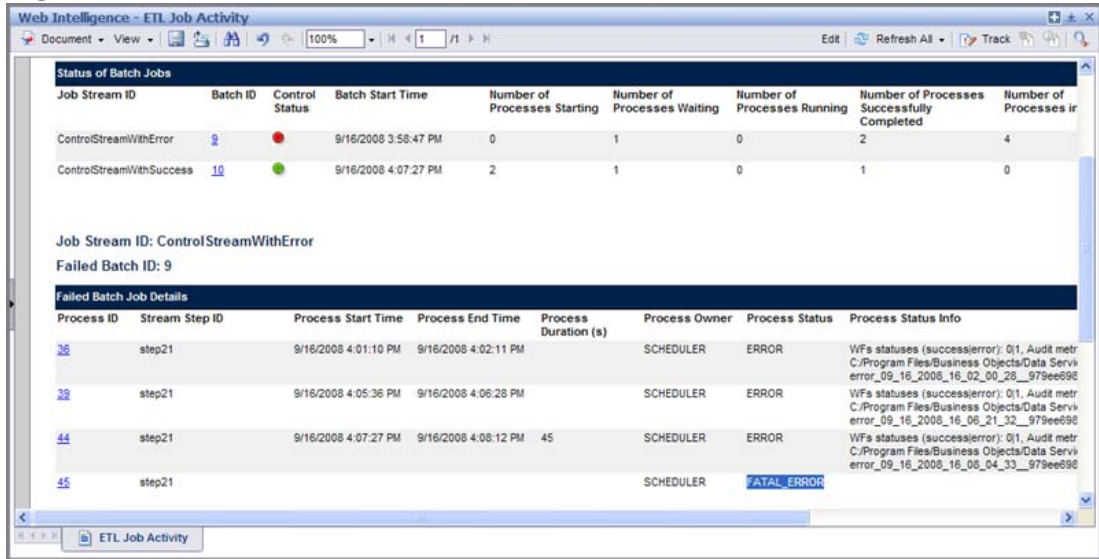 Web Intelligence - ETL Job Activity
Document View 100% 1 /1 Edit Refresh All Track
Status of Batch Jobs
Job Stream ID Batch ID Control Status Batch Start Time Number of Processes Starting Number of Processes Waiting Number of Processes Running Number of Processes Successfully Completed Number of Processes in
ControlStreamWithError 9 9/16/2008 3:58:47 PM 0 1 0 2 4
ControlStreamWithSuccess 10 9/16/2008 4:07:27 PM 2 1 0 1 0
Job Stream ID: ControlStreamWithError
Failed Batch ID: 9
Failed Batch Job Details
Process ID Stream Step ID Process Start Time Process End Time Process Duration (s) Process Owner Process Status Process Status Info
36 step21 9/16/2008 4:01:10 PM 9/16/2008 4:02:11 PM SCHEDULER ERROR WFs statuses (success|error): 0|1, Audit metr
C:/Program Files/Business Objects/Data Servi
error_09_16_2008_16_02_00_28__979ee698
39 step21 9/16/2008 4:05:36 PM 9/16/2008 4:06:28 PM SCHEDULER ERROR WFs statuses (success|error): 0|1, Audit metr
C:/Program Files/Business Objects/Data Servi
error_09_16_2008_16_06_21_32__979ee698
44 step21 9/16/2008 4:07:27 PM 9/16/2008 4:08:12 PM 45 SCHEDULER ERROR WFs statuses (success|error): 0|1, Audit metr
C:/Program Files/Business Objects/Data Servi
error_09_16_2008_16_08_04_33__979ee698
45 step21 SCHEDULER FATAL_ERROR
ETL Job Activity